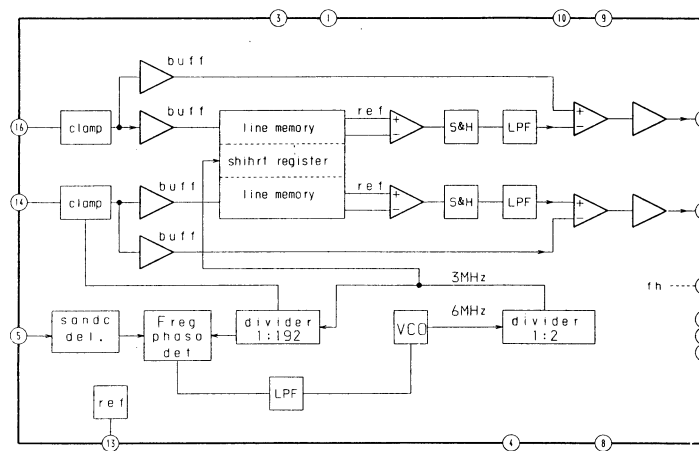 3 1 10 9
buff
buff
16
clamp
line memory
ref
+
−
S&H
LPF
+
−
shihrt register
14
clamp
buff
line memory
ref
+
−
S&H
LPF
+
−
buff
3MHz
fh
5
sandc
del.
Freg
phaso
det
divider
1:192
VCO
6MHz
divider
1:2
LPF
ref
13 4 8